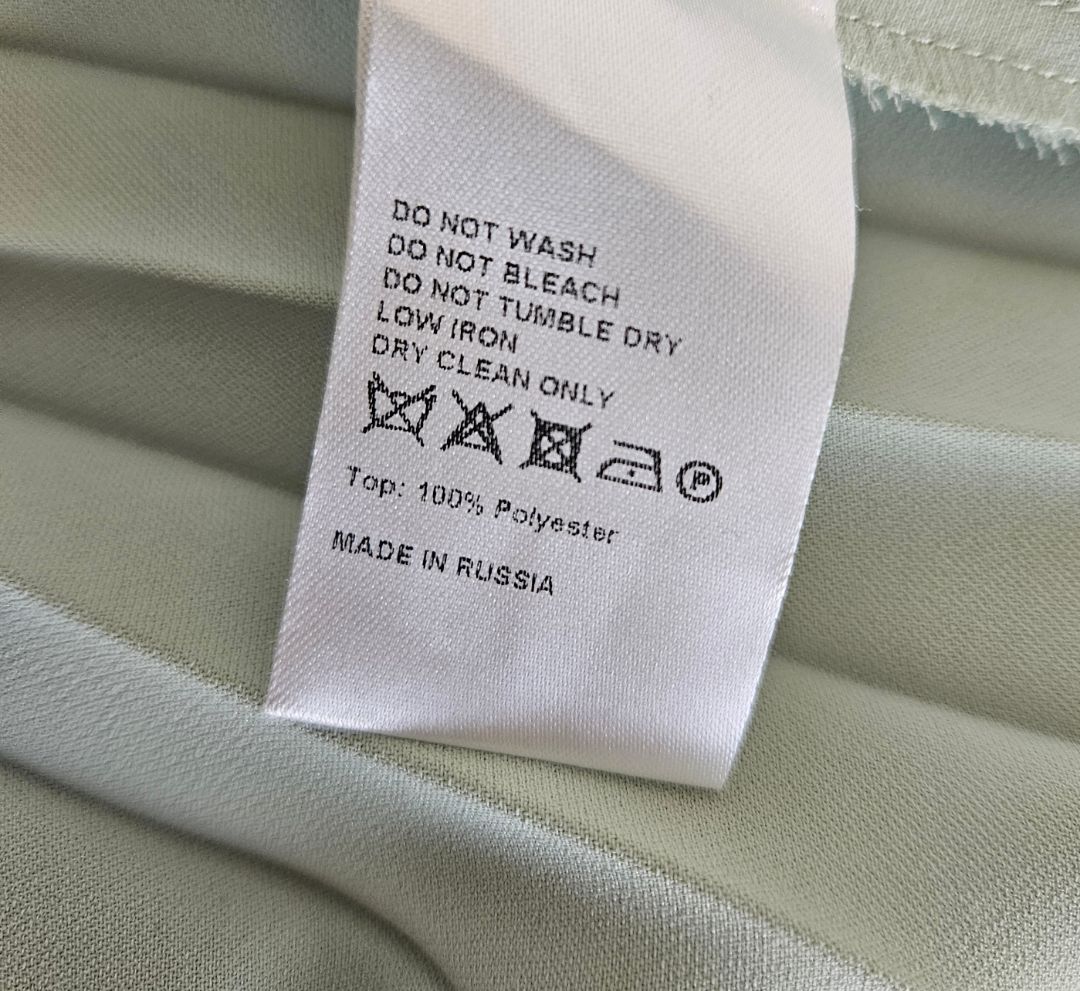 DO NOT WASH
DO NOT BLEACH
DO NOT TUMBLE DRY
LOW IRON
DRY CLEAN ONLY
P
Top: 100% Polyester
MADE IN RUSSIA